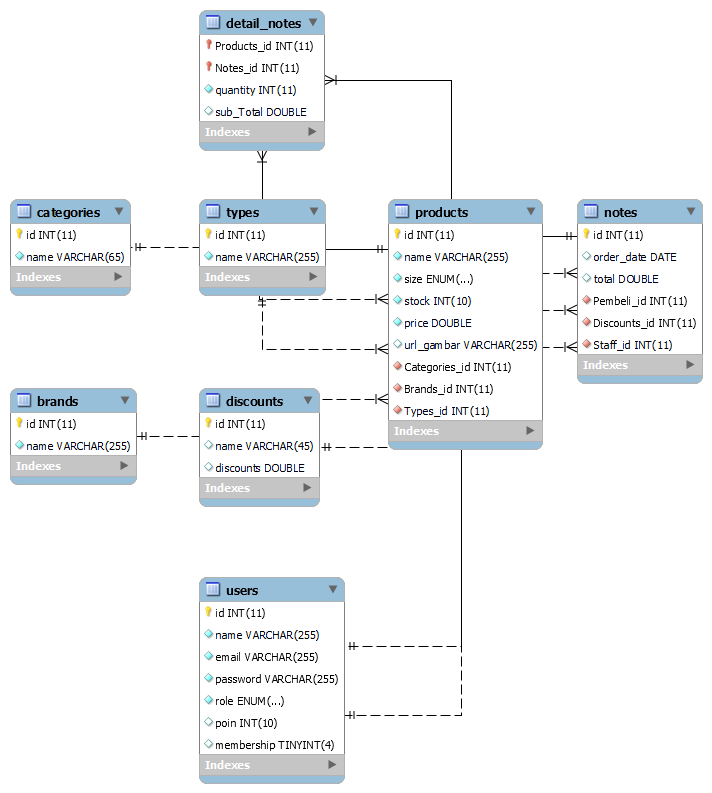 detail_notes
Products_id INT(11)
Notes_id INT(11)
quantity INT(11)
sub_Total DOUBLE
Indexes
categories
id INT(11)
name VARCHAR(65)
Indexes
types
id INT(11)
name VARCHAR(255)
Indexes
products
id INT(11)
name VARCHAR(255)
size ENUM(...)
stock INT(10)
price DOUBLE
url_gambar VARCHAR(255)
Categories_id INT(11)
Brands_id INT(11)
Types_id INT(11)
Indexes
notes
id INT(11)
order_date DATE
total DOUBLE
Pembeli_id INT(11)
Discounts_id INT(11)
Staff_id INT(11)
Indexes
brands
id INT(11)
name VARCHAR(255)
Indexes
discounts
id INT(11)
name VARCHAR(45)
discounts DOUBLE
Indexes
users
id INT(11)
name VARCHAR(255)
email VARCHAR(255)
password VARCHAR(255)
role ENUM(...)
poin INT(10)
membership TINYINT(4)
Indexes